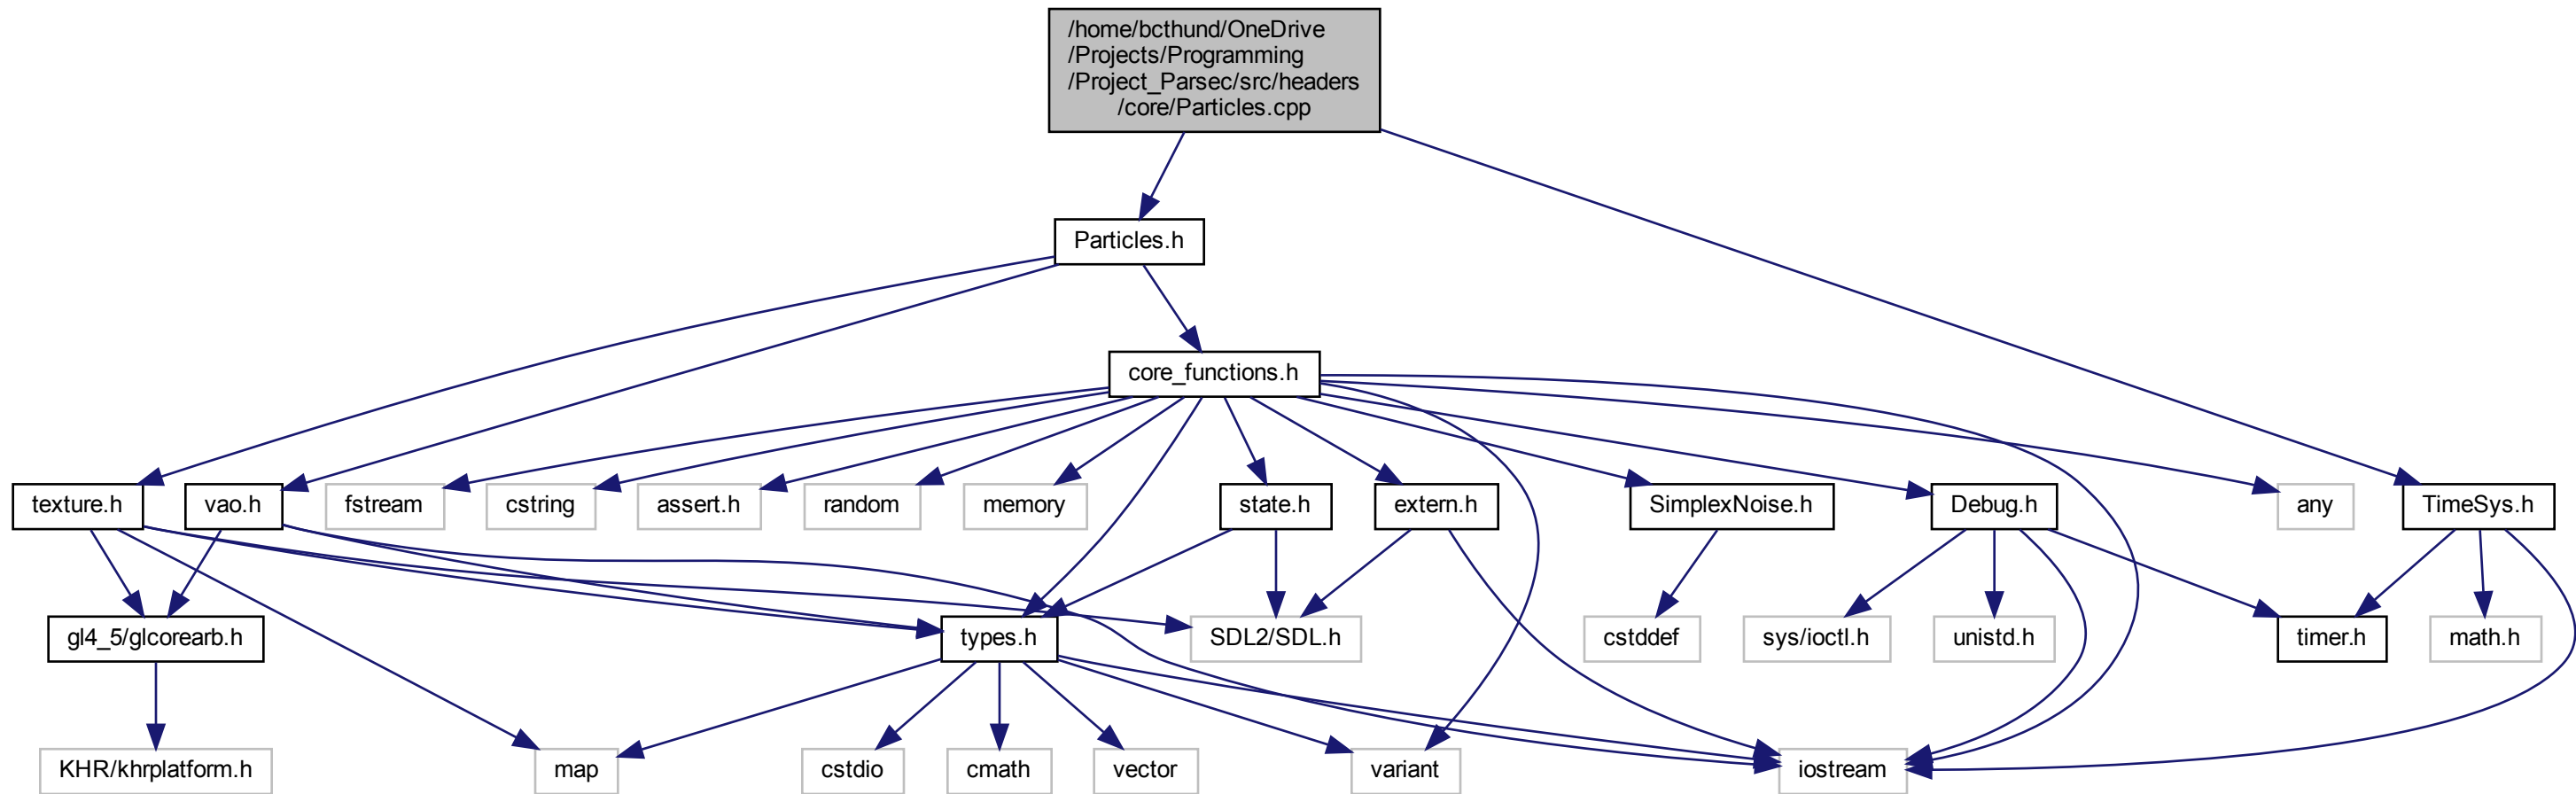 /home/bcthund/OneDrive
/Projects/Programming
/Project_Parsec/src/headers
/core/Particles.cpp
Particles.h
core_functions.h
texture.h
vao.h
fstream
cstring
assert.h
random
memory
state.h
extern.h
SimplexNoise.h
Debug.h
any
TimeSys.h
gl4_5/glcorearb.h
types.h
SDL2/SDL.h
cstddef
sys/ioctl.h
unistd.h
timer.h
math.h
KHR/khrplatform.h
map
cstdio
cmath
vector
variant
iostream